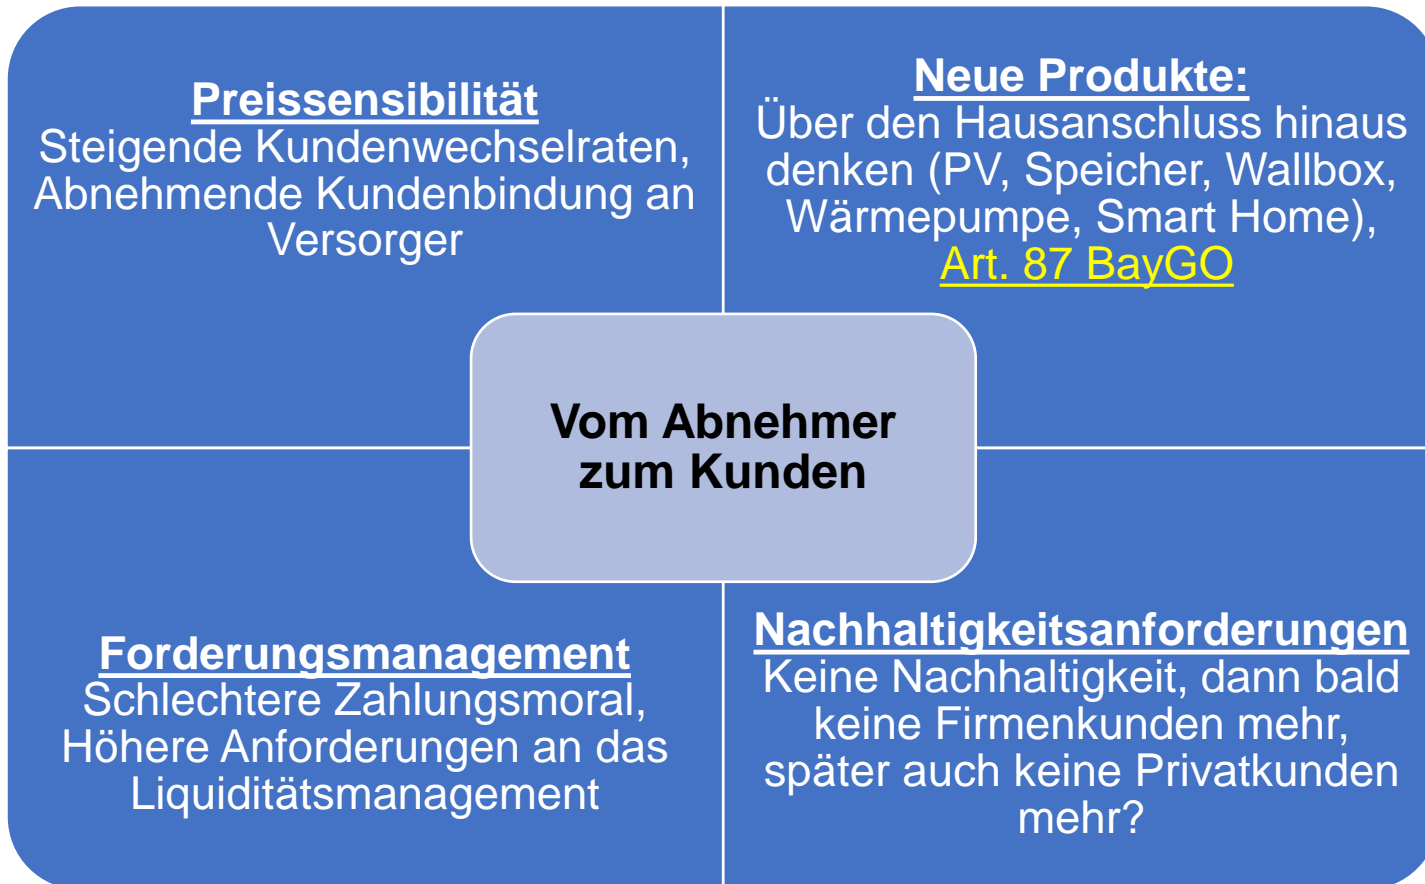 Preissensibilität
Steigende Kundenwechselraten,
Abnehmende Kundenbindung an
Versorger
Neue Produkte:
Über den Hausanschluss hinaus
denken (PV, Speicher, Wallbox,
Wärmepumpe, Smart Home),
Art. 87 BayGO
Vom Abnehmer
zum Kunden
Forderungsmanagement
Schlechtere Zahlungsmoral,
Höhere Anforderungen an das
Liquiditätsmanagement
Nachhaltigkeitsanforderungen
Keine Nachhaltigkeit, dann bald
keine Firmenkunden mehr,
später auch keine Privatkunden
mehr?